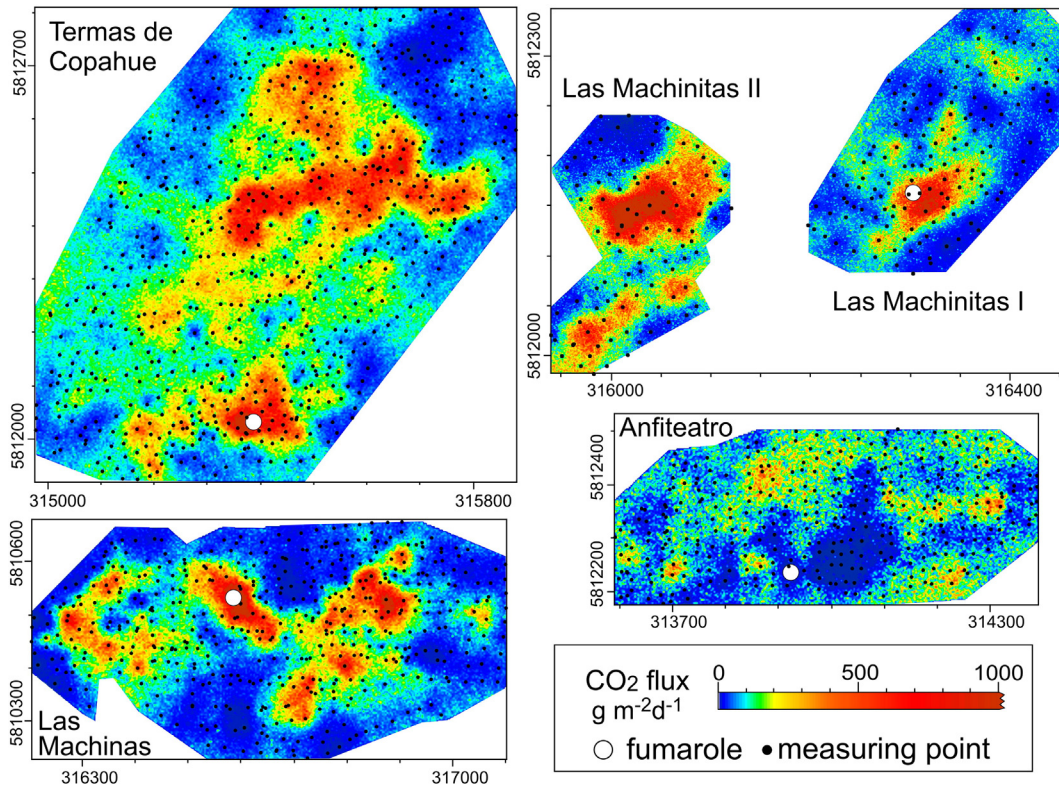 Termas de
Copahue
5812700
5812000
315000
315800
Las Machinitas II
Las Machinitas I
5812300
5812000
316000
316400
Anfiteatro
5812400
5812200
313700
314300
Las
Machinas
5810600
5810300
316300
317000
CO₂ flux
g m⁻²d⁻¹
0 500 1000
fumarole measuring point